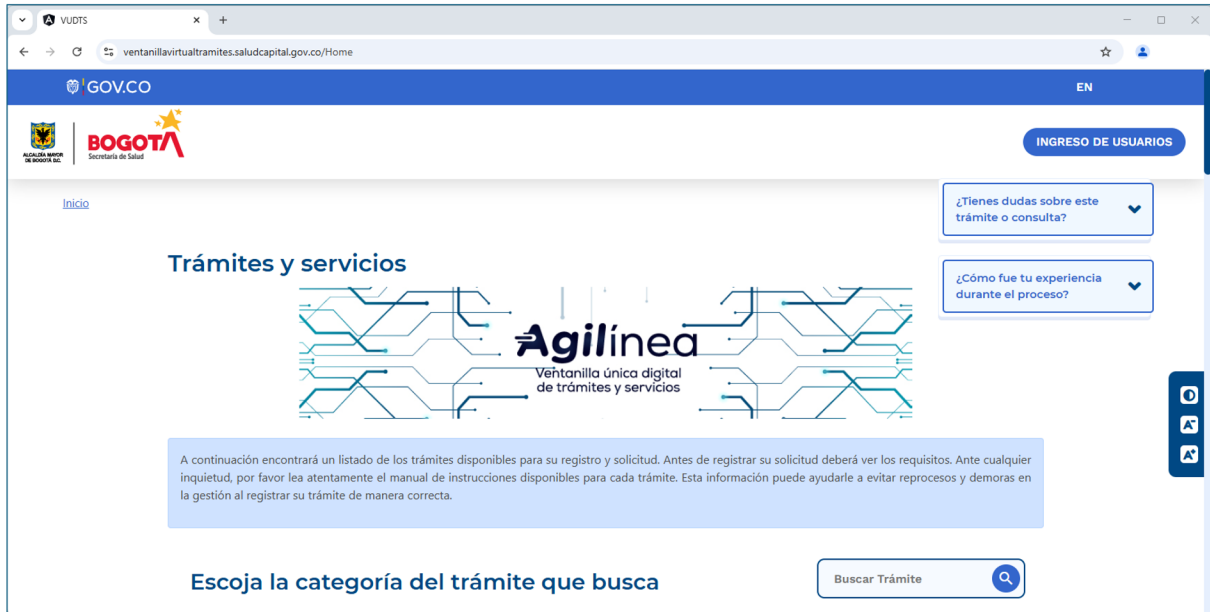 VUDTS
ventanillavirtualtramites.saludcapital.gov.co/Home
GOV.CO
EN
ALCALDÍA MAYOR
DE BOGOTÁ D.C.
BOGOTÁ
Secretaría de Salud
INGRESO DE USUARIOS
Inicio
¿Tienes dudas sobre este
trámite o consulta?
¿Cómo fue tu experiencia
durante el proceso?
Trámites y servicios
Agilínea
Ventanilla única digital
de trámites y servicios
A-
A+
A continuación encontrará un listado de los trámites disponibles para su registro y solicitud. Antes de registrar su solicitud deberá ver los requisitos. Ante cualquier
inquietud, por favor lea atentamente el manual de instrucciones disponibles para cada trámite. Esta información puede ayudarle a evitar reprocesos y demoras en
la gestión al registrar su trámite de manera correcta.
Escoja la categoría del trámite que busca
Buscar Trámite